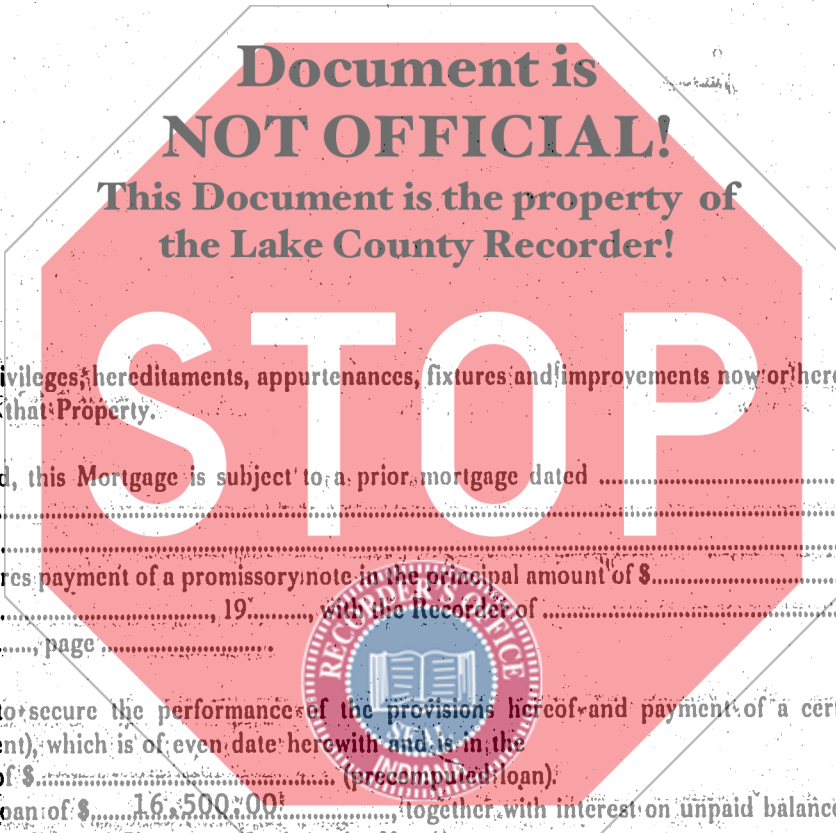 Document is
NOT OFFICIAL!
This Document is the property of
the Lake County Recorder!
STOP
ivileges, hereditaments, appurtenances, fixtures and improvements now or here
that Property.
d, this Mortgage is subject to a prior mortgage dated ........................
res payment of a promissory note in the principal amount of $........................
........................, 19........, with the Recorder of ........................
....., page ........................
to secure the performance of the provisions hereof and payment of a cert
nt), which is of even date herewith and is in the
of $........................ (precomputed loan).
oan of $......16,500.00......, together with interest on unpaid balanc
RECORDER'S OFFICE
SEAL
INDIANA